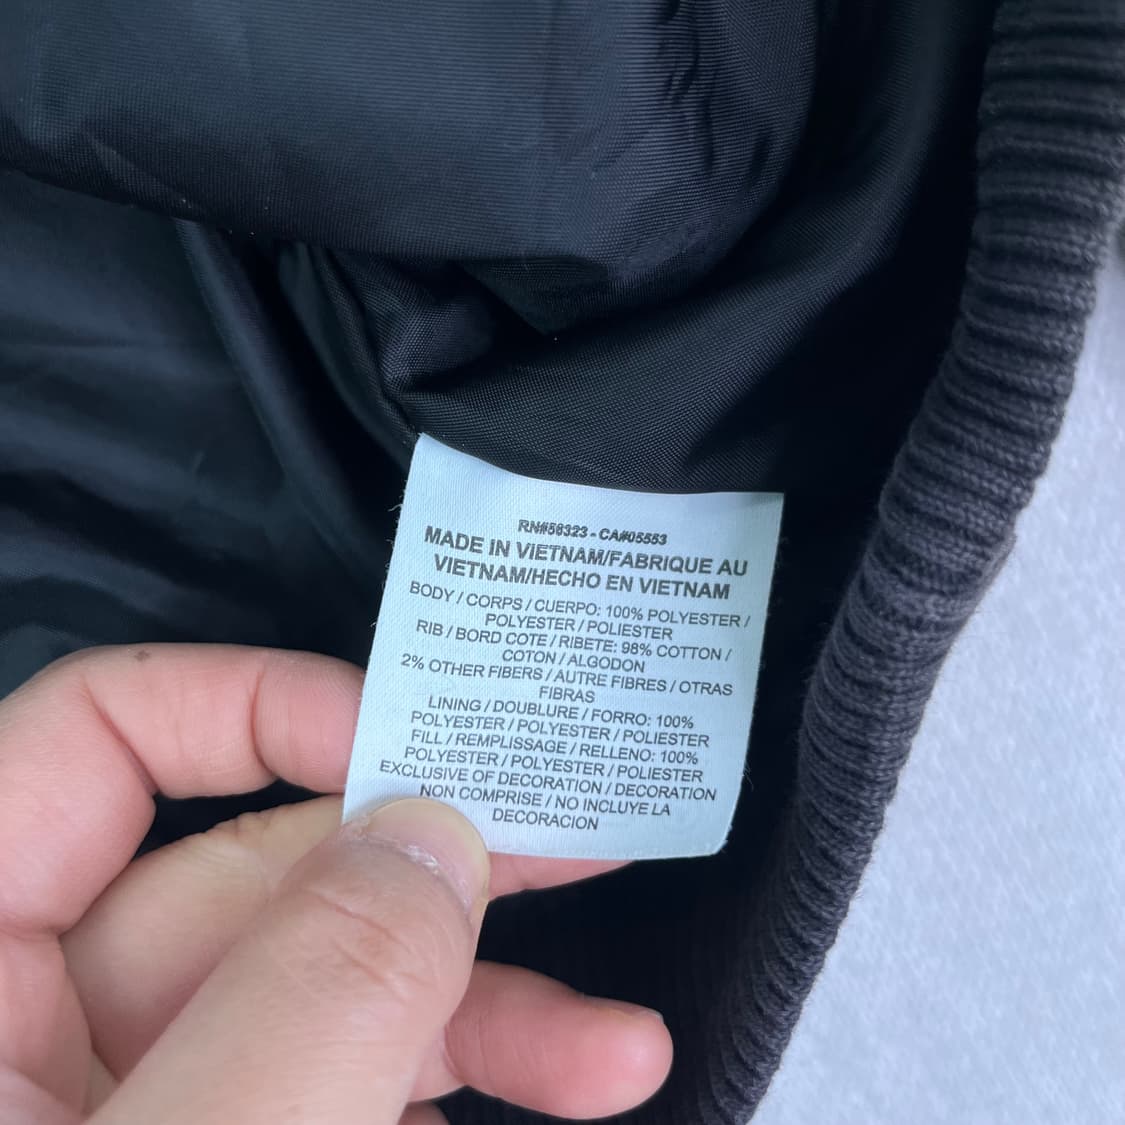 RN#56323 - CA#05553
MADE IN VIETNAM/FABRIQUE AU
VIETNAM/HECHO EN VIETNAM
BODY / CORPS / CUERPO: 100% POLYESTER /
POLYESTER / POLIESTER
RIB / BORD COTE / RIBETE: 98% COTTON /
COTON / ALGODON
2% OTHER FIBERS / AUTRE FIBRES / OTRAS
FIBRAS
LINING / DOUBLURE / FORRO: 100%
POLYESTER / POLYESTER / POLIESTER
FILL / REMPLISSAGE / RELLENO: 100%
POLYESTER / POLYESTER / POLIESTER
EXCLUSIVE OF DECORATION / DECORATION
NON COMPRISE / NO INCLUYE LA
DECORACION